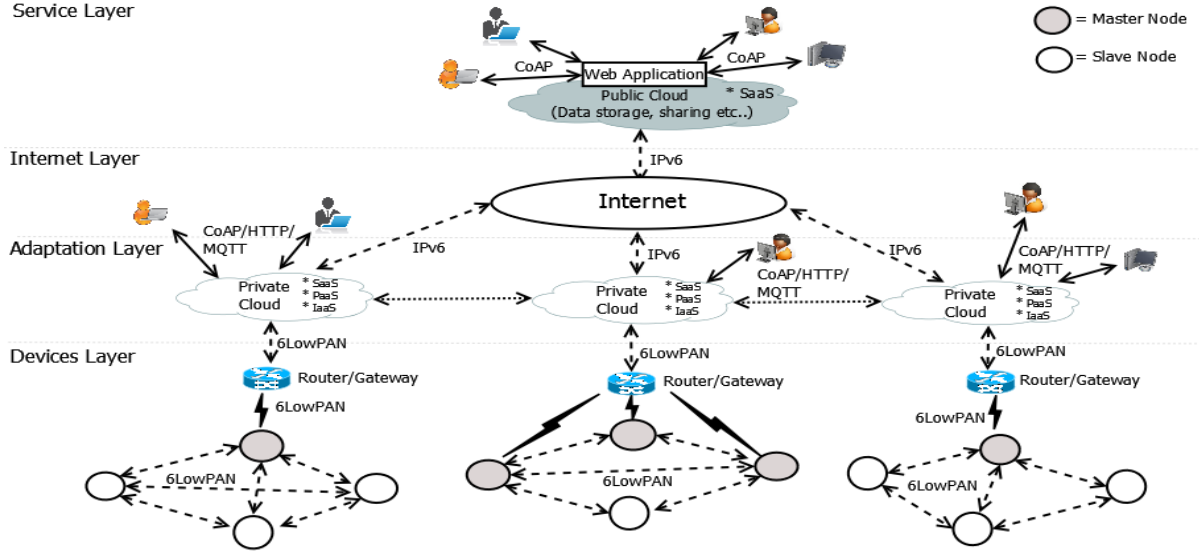 Service Layer
= Master Node
= Slave Node
CoAP
CoAP
Web Application
Public Cloud
* SaaS
(Data storage, sharing etc..)
Internet Layer
IPv6
Internet
CoAP/HTTP/
MQTT
Adaptation Layer
IPv6
IPv6
IPv6
CoAP/HTTP/
MQTT
CoAP/HTTP/
MQTT
Private
Cloud
* SaaS
* PaaS
* IaaS
Private
Cloud
* SaaS
* PaaS
* IaaS
Private
Cloud
* SaaS
* PaaS
* IaaS
Devices Layer
6LowPAN
6LowPAN
6LowPAN
Router/Gateway
Router/Gateway
Router/Gateway
6LowPAN
6LowPAN
6LowPAN
6LowPAN
6LowPAN